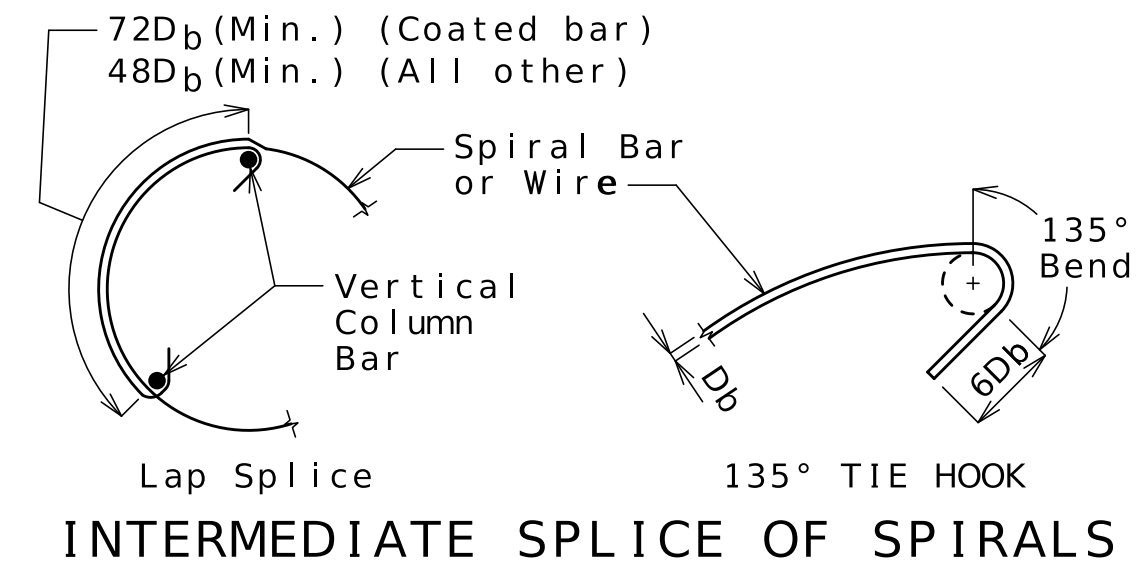 72Db(Min.) (Coated bar)
48Db(Min.) (All other)
Spiral Bar
or Wire
Vertical
Column
Bar
135°
Bend
Db
6Db
Lap Splice
135° TIE HOOK
INTERMEDIATE SPLICE OF SPIRALS